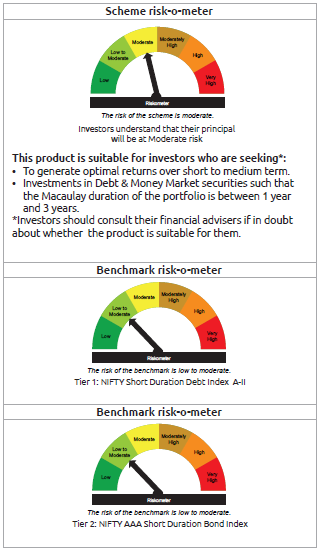 Scheme risk-o-meter
Moderate
Moderately
High
Low to
Moderate
High
Low
Very
High
Riskometer
The risk of the scheme is moderate.
Investors understand that their principal
will be at Moderate risk
This product is suitable for investors who are seeking*:
• To generate optimal returns over short to medium term.
• Investments in Debt & Money Market securities such that
the Macaulay duration of the portfolio is between 1 year
and 3 years.
*Investors should consult their financial advisers if in doubt
about whether the product is suitable for them.
Benchmark risk-o-meter
Moderate
Moderately
High
Low to
Moderate
High
Low
Very
High
Riskometer
The risk of the benchmark is low to moderate.
Tier 1: NIFTY Short Duration Debt Index A-II
Benchmark risk-o-meter
Moderate
Moderately
High
Low to
Moderate
High
Low
Very
High
Riskometer
The risk of the benchmark is low to moderate.
Tier 2: NIFTY AAA Short Duration Bond Index